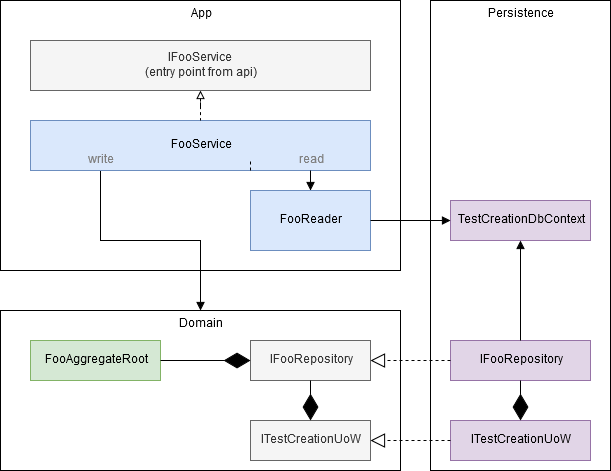 App
IFooService
(entry point from api)
FooService
write
read
FooReader
Persistence
TestCreationDbContext
Domain
FooAggregateRoot
IFooRepository
ITestCreationUoW
IFooRepository
ITestCreationUoW